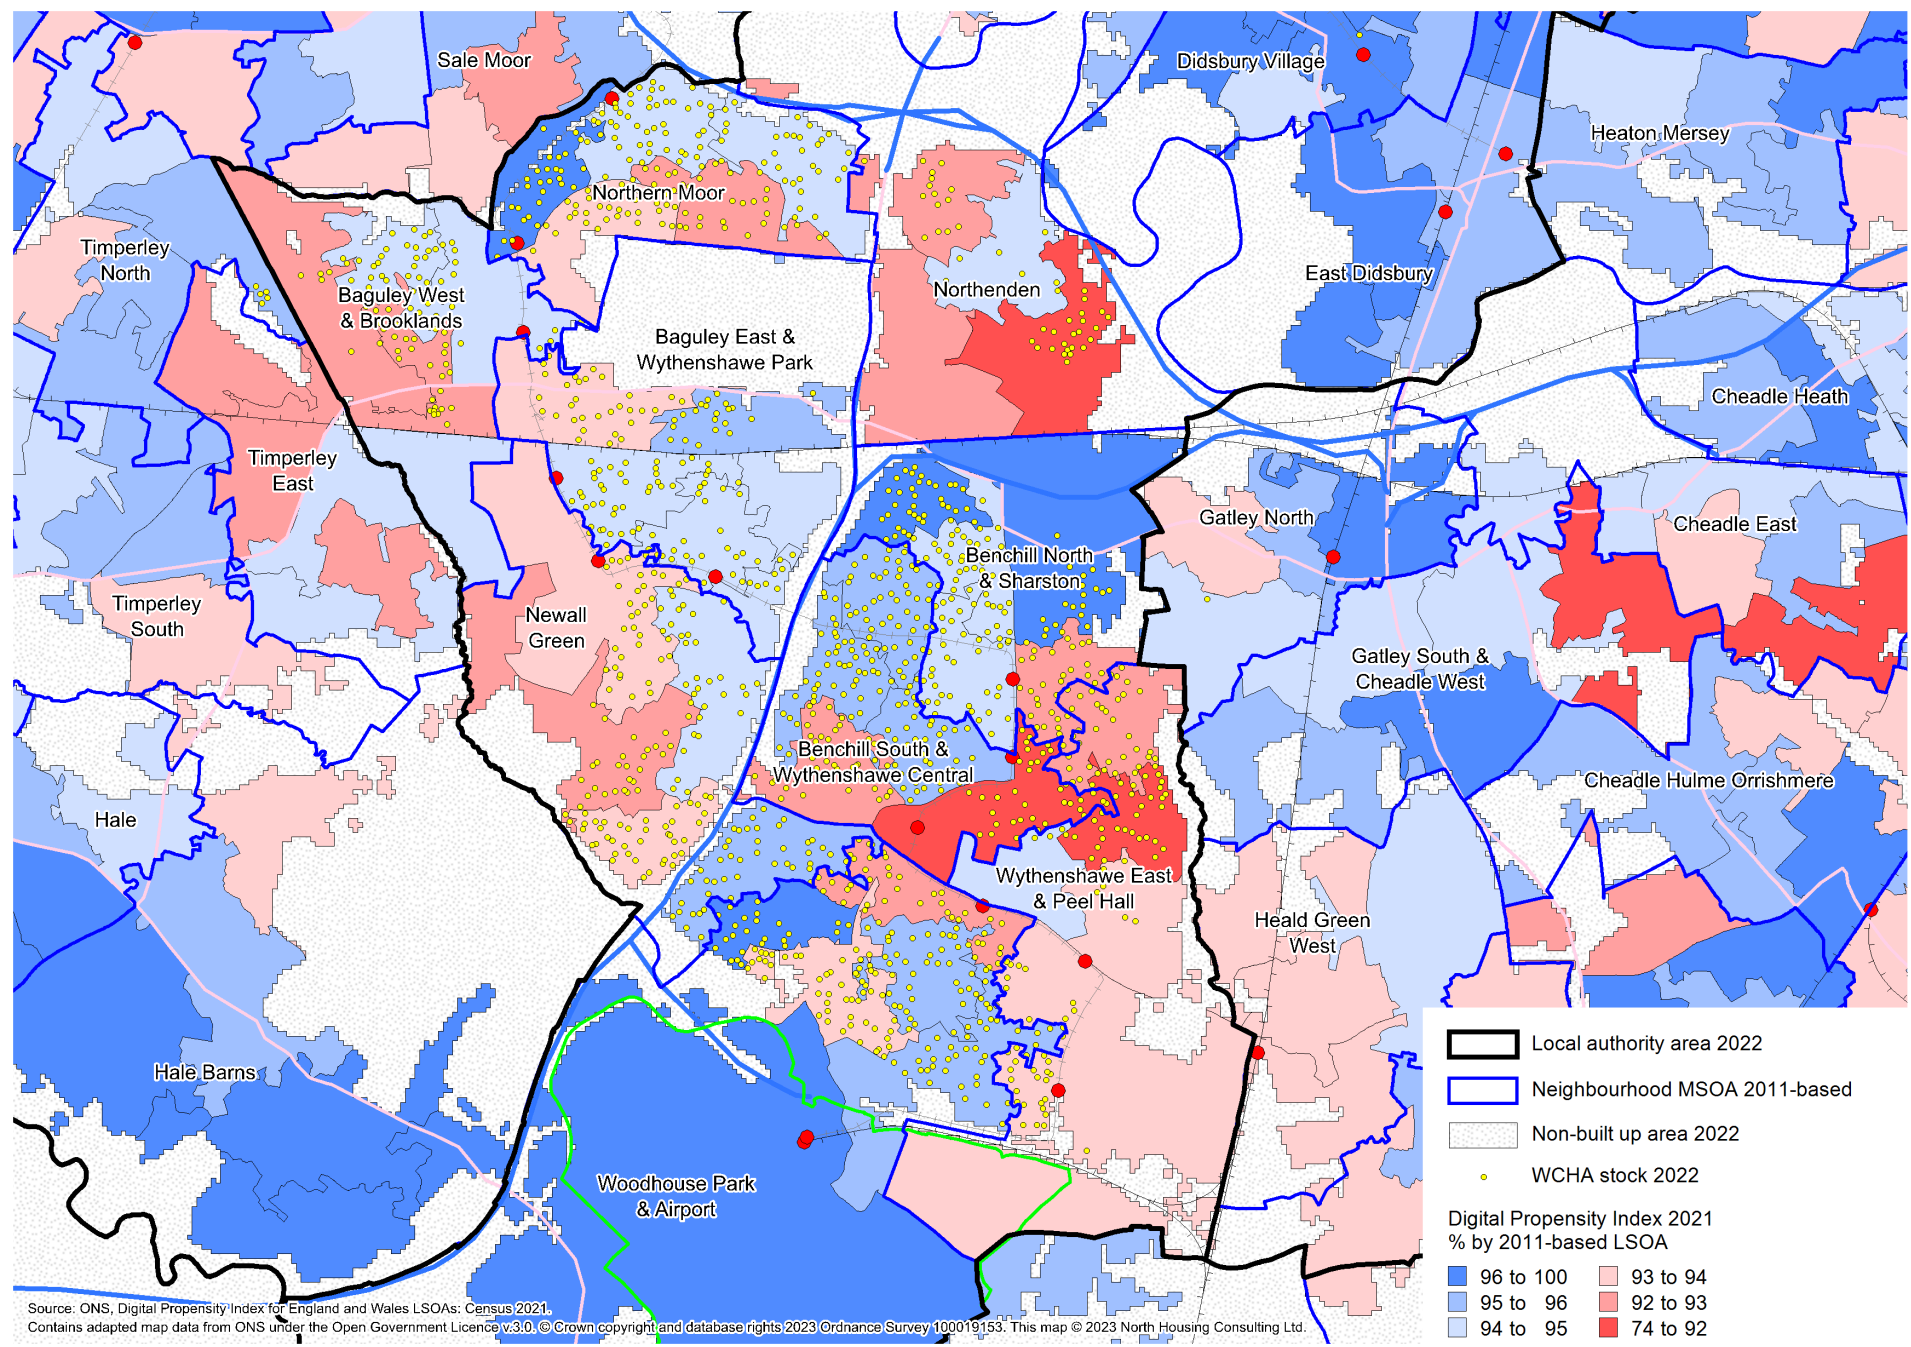 Sale Moor
Didsbury Village
Heaton Mersey
Northern Moor
Timperley
North
East Didsbury
Baguley West
& Brooklands
Northenden
Baguley East &
Wythenshawe Park
Cheadle Heath
Timperley
East
Gatley North
Cheadle East
Benchill North
& Sharston
Timperley
South
Newall
Green
Gatley South &
Cheadle West
Benchill South &
Wythenshawe Central
Cheadle Hulme Orrishmere
Hale
Wythenshawe East
& Peel Hall
Heald Green
West
Hale Barns
Woodhouse Park
& Airport
Local authority area 2022
Neighbourhood MSOA 2011-based
Non-built up area 2022
WCHA stock 2022
Digital Propensity Index 2021
% by 2011-based LSOA
96 to 100
93 to 94
95 to 96
92 to 93
94 to 95
74 to 92
Source: ONS, Digital Propensity Index for England and Wales LSOAs: Census 2021.
Contains adapted map data from ONS under the Open Government Licence v.3.0. © Crown copyright and database rights 2023 Ordnance Survey 100019153. This map © 2023 North Housing Consulting Ltd.